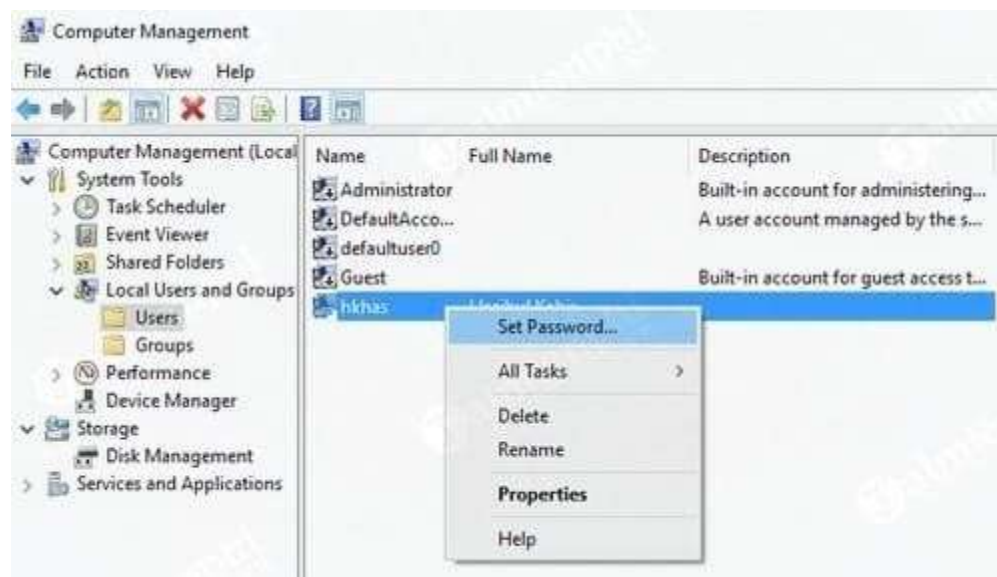 Computer Management
File Action View Help
Computer Management (Local
System Tools
Task Scheduler
Event Viewer
Shared Folders
Local Users and Groups
Users
Groups
Performance
Device Manager
Storage
Disk Management
Services and Applications
Name Full Name Description
Administrator Built-in account for administering...
DefaultAcco... A user account managed by the s...
defaultuser0
Guest Built-in account for guest access t...
hkhas
Set Password...
All Tasks
Delete
Rename
Properties
Help